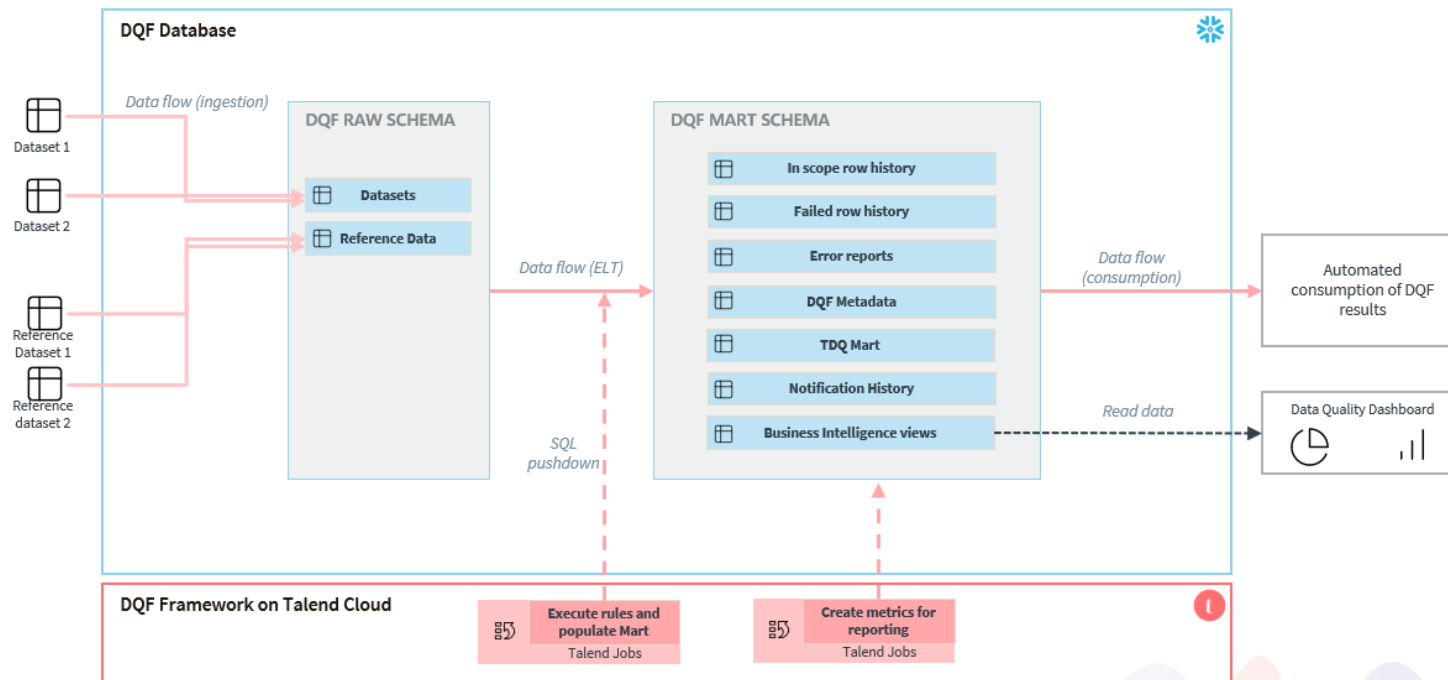 DQF Database
Data flow (ingestion)
Dataset 1
Dataset 2
Reference
Dataset 1
Reference
dataset 2
DQF RAW SCHEMA
Datasets
Reference Data
Data flow (ELT)
SQL
pushdown
DQF MART SCHEMA
In scope row history
Failed row history
Error reports
DQF Metadata
TDQ Mart
Notification History
Business Intelligence views
Data flow
(consumption)
Automated
consumption of DQF
results
Read data
Data Quality Dashboard
DQF Framework on Talend Cloud
Execute rules and
populate Mart
Talend Jobs
Create metrics for
reporting
Talend Jobs
t